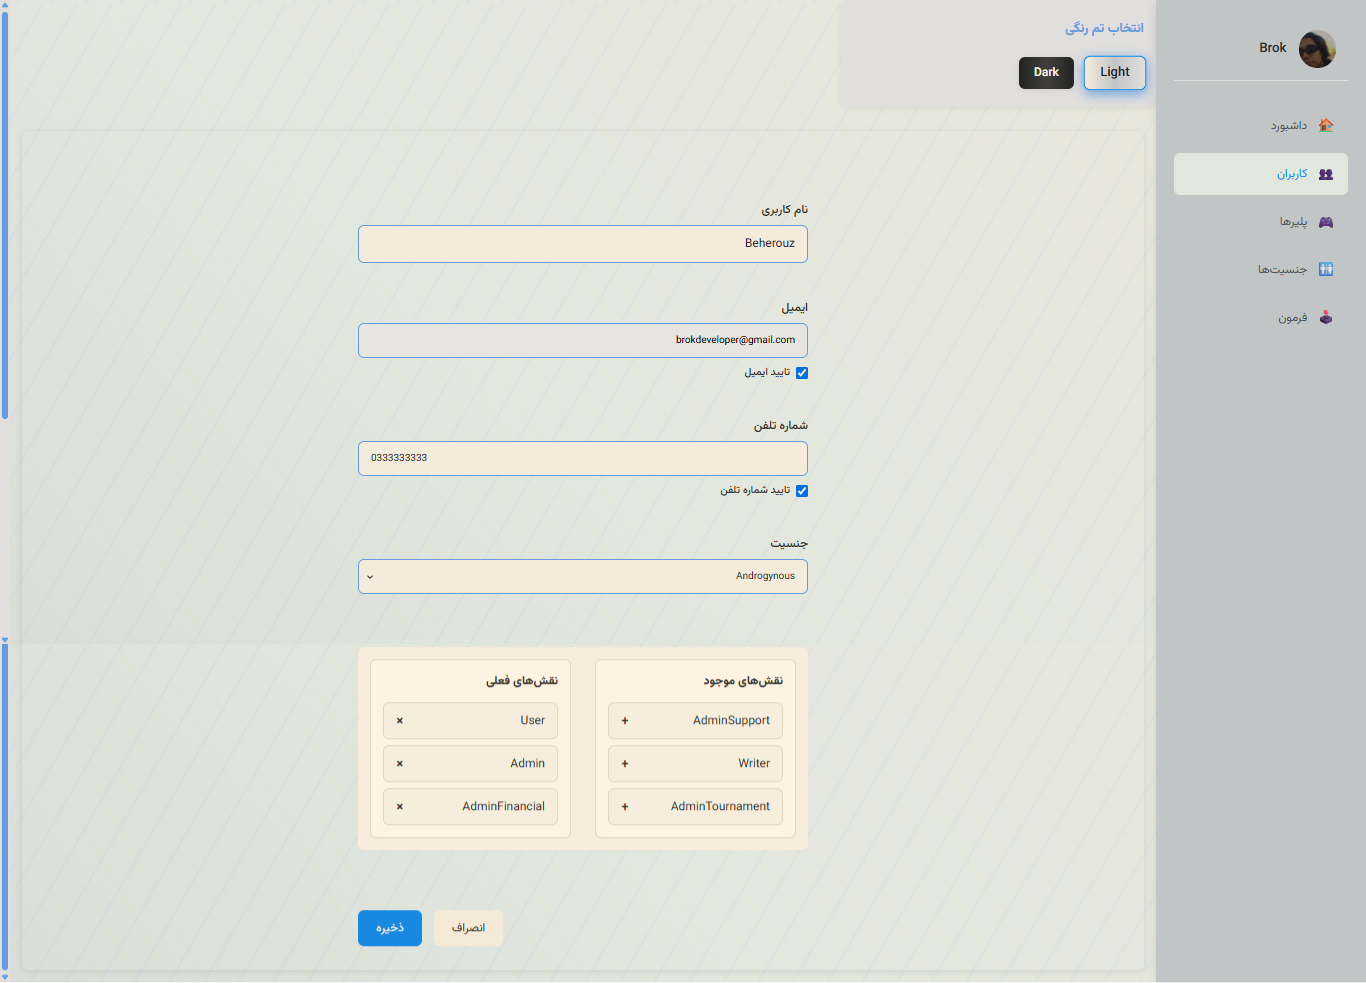 Brok
داشبورد
کاربران
پلیرها
جنسیت‌ها
فرمون
انتخاب تم رنگی
Light
Dark
نام کاربری
Beherouz
ایمیل
brokdeveloper@gmail.com
تایید ایمیل
شماره تلفن
0333333333
تایید شماره تلفن
جنسیت
Androgynous
نقش‌های موجود
AdminSupport +
Writer +
AdminTournament +
نقش‌های فعلی
User ×
Admin ×
AdminFinancial ×
انصراف
ذخیره